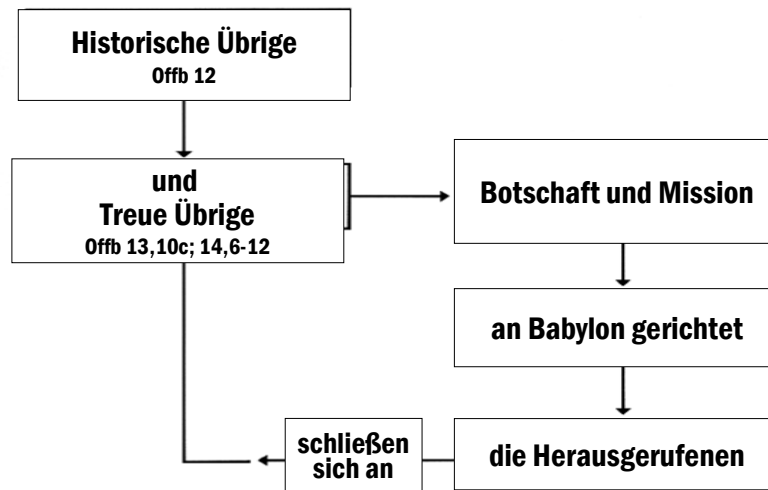 Historische Übrige
Offb 12
und
Treue Übrige
Offb 13,10c; 14,6-12
Botschaft und Mission
an Babylon gerichtet
die Herausgerufenen
schließen
sich an